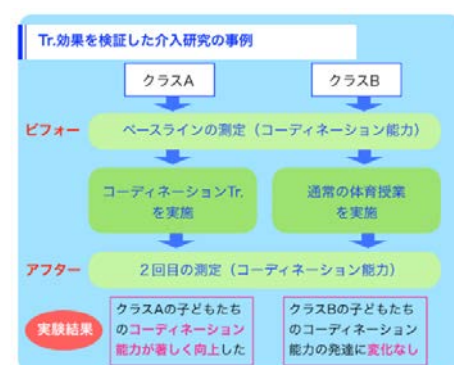 Tr.効果を検証した介入研究の事例
クラスA
クラスB
ビフォー
ベースラインの測定（コーディネーション能力）
コーディネーションTr.
を実施
通常の体育授業
を実施
アフター
２回目の測定（コーディネーション能力）
実験結果
クラスAの子どもたち
のコーディネーション
能力が著しく向上した
クラスBの子どもたち
のコーディネーション
能力の発達に変化なし